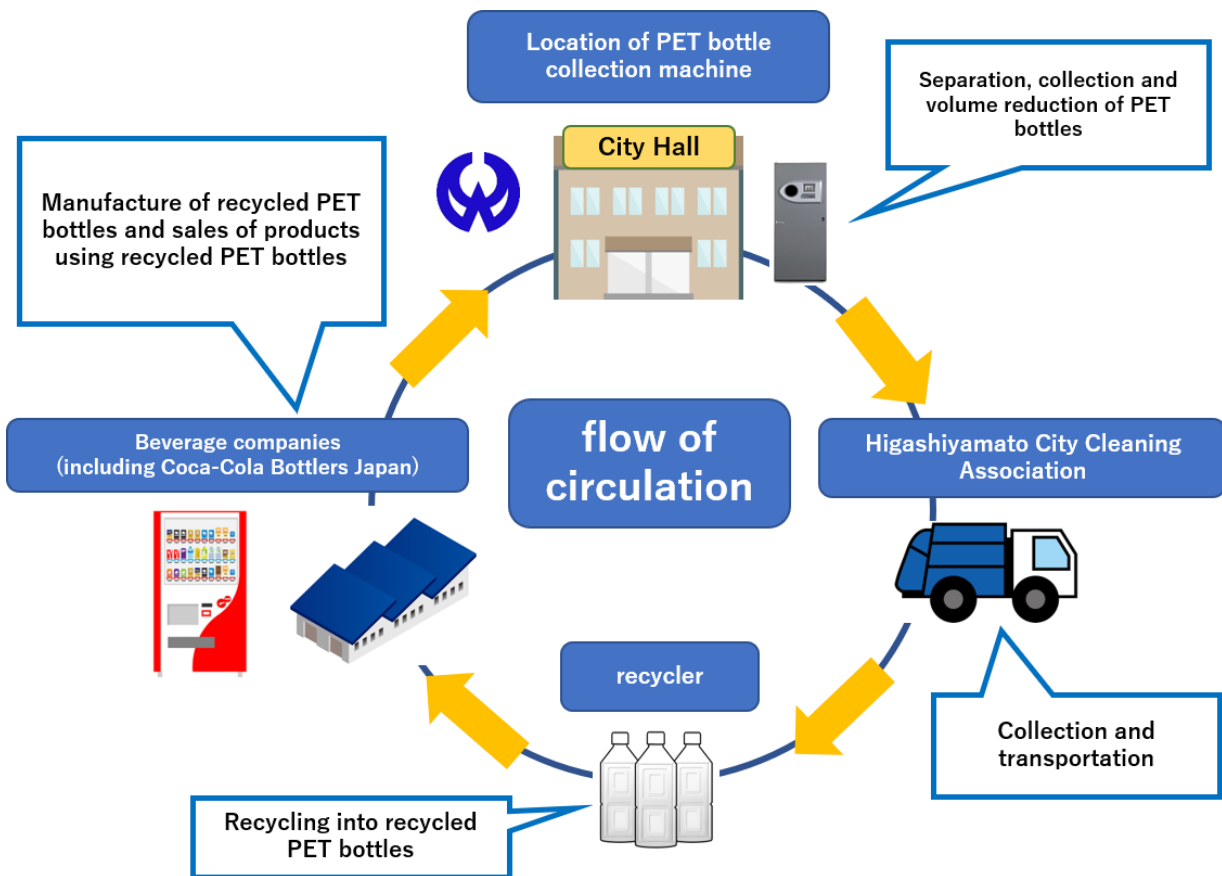 Location of PET bottle
collection machine
Separation, collection and
volume reduction of PET
bottles
City Hall
Manufacture of recycled PET
bottles and sales of products
using recycled PET bottles
Beverage companies
(including Coca-Cola Bottlers Japan)
flow of
circulation
Higashiyamato City Cleaning
Association
recycler
Collection and
transportation
Recycling into recycled
PET bottles